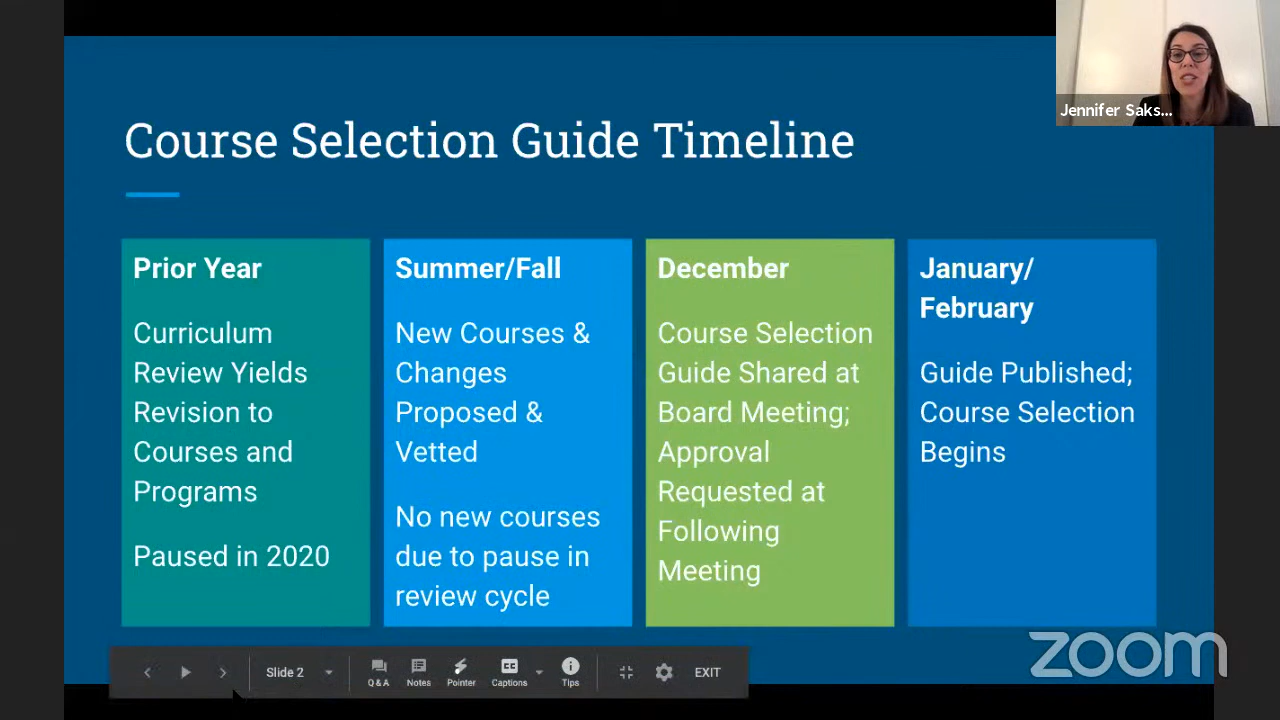 Jennifer Saks...
Course Selection Guide Timeline
Prior Year
Curriculum
Review Yields
Revision to
Courses and
Programs
Paused in 2020
Summer/Fall
New Courses &
Changes
Proposed &
Vetted
No new courses
due to pause in
review cycle
December
Course Selection
Guide Shared at
Board Meeting;
Approval
Requested at
Following
Meeting
January/
February
Guide Published;
Course Selection
Begins
Slide 2
Q & A
Notes
Pointer
CC
Captions
Tips
EXIT
zoom